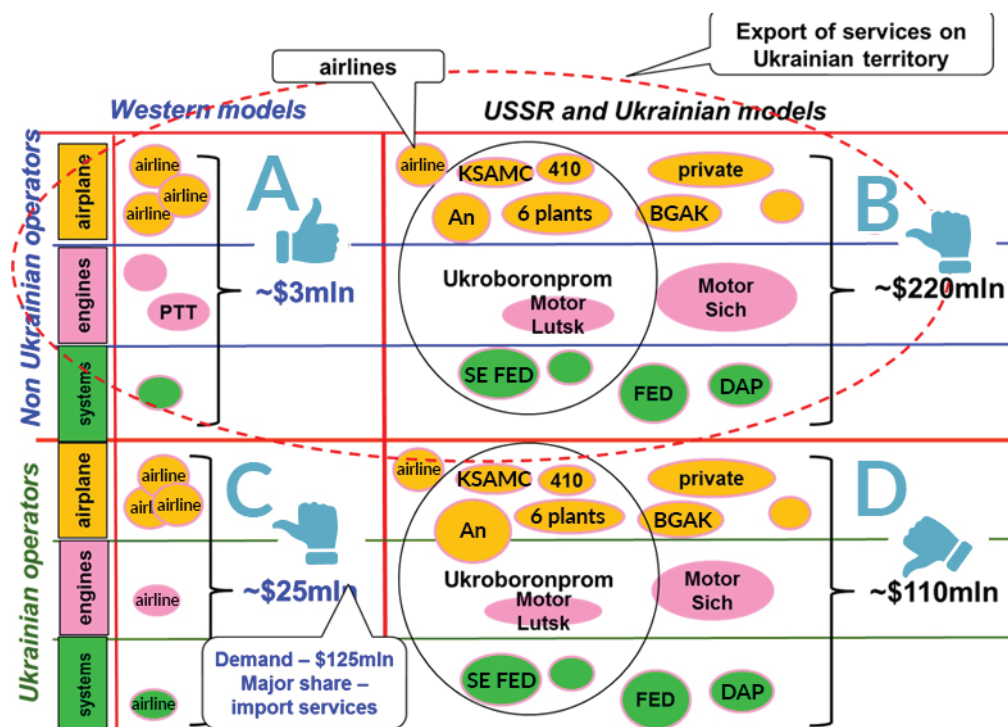 Export of services on
Ukrainian territory
airlines
Western models
USSR and Ukrainian models
Non Ukrainian operators
airplane
airline
airline
airline
A
airline
KSAMC
410
private
An
6 plants
BGAK
B
engines
PTT
~$3mln
Ukroboronprom
Motor
Lutsk
Motor
Sich
~$220mln
systems
SE FED
FED
DAP
Ukrainian operators
airplane
airline
airl
airline
C
airline
KSAMC
410
private
An
6 plants
BGAK
D
engines
airline
~$25mln
Ukroboronprom
Motor
Lutsk
Motor
Sich
~$110mln
systems
airline
Demand – $125mln
Major share –
import services
SE FED
FED
DAP